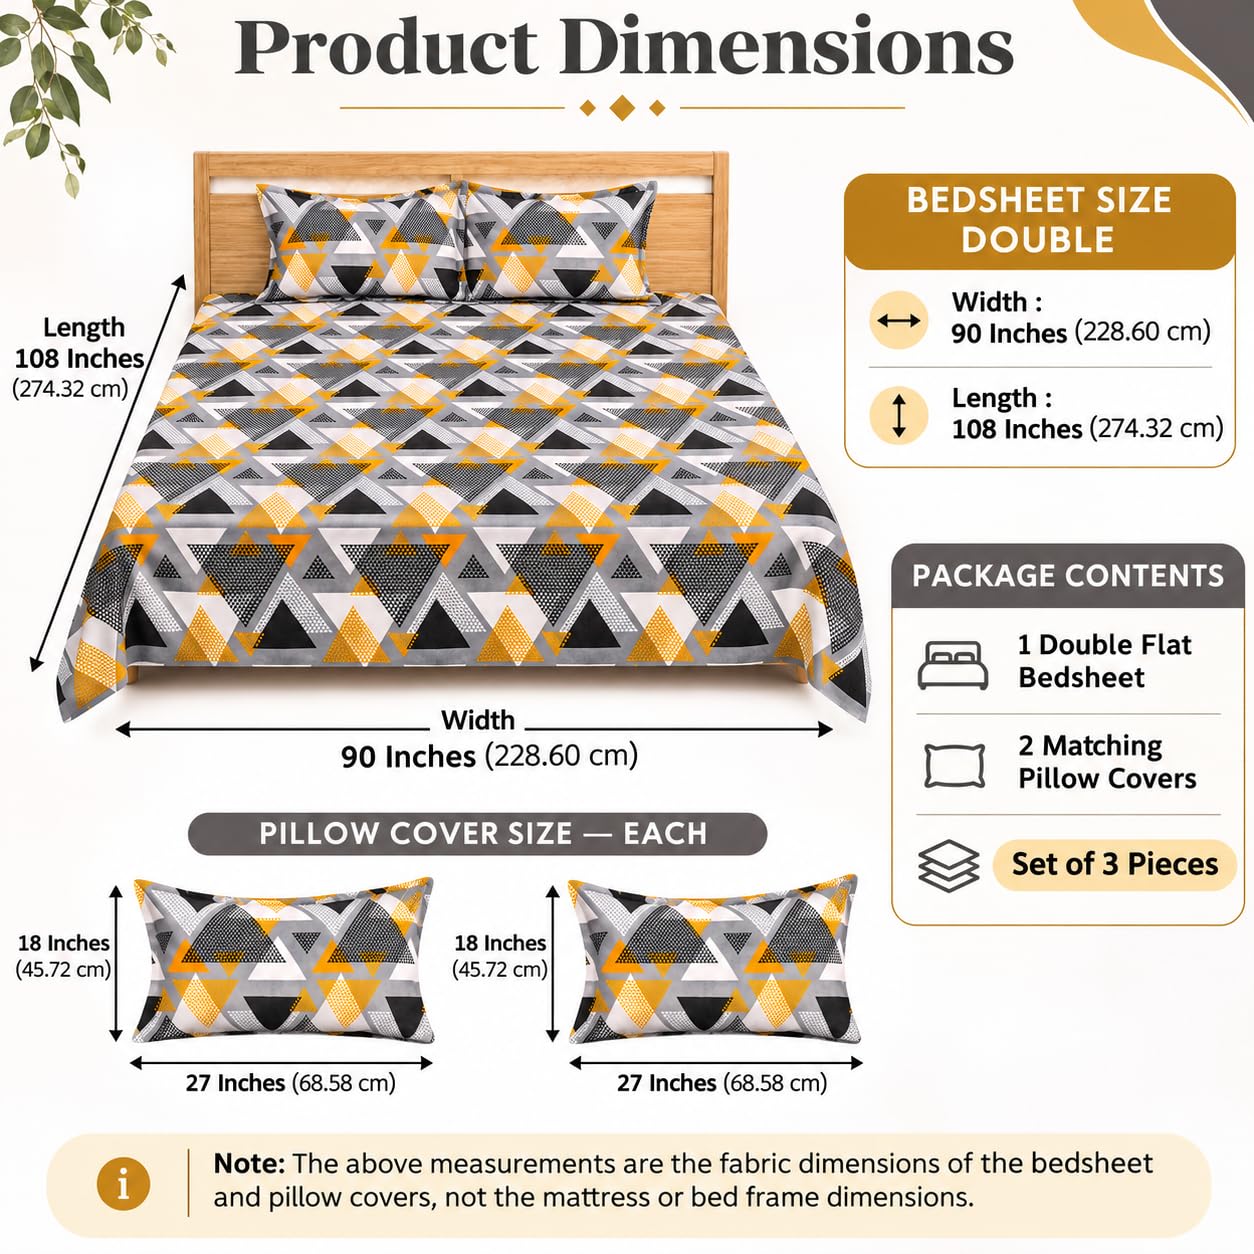 Product Dimensions
BEDSHEET SIZE
DOUBLE
Width :
90 Inches (228.60 cm)
Length :
108 Inches (274.32 cm)
Length
108 Inches
(274.32 cm)
Width
90 Inches (228.60 cm)
PACKAGE CONTENTS
1 Double Flat
Bedsheet
2 Matching
Pillow Covers
Set of 3 Pieces
PILLOW COVER SIZE — EACH
18 Inches
(45.72 cm)
27 Inches (68.58 cm)
18 Inches
(45.72 cm)
27 Inches (68.58 cm)
i
Note: The above measurements are the fabric dimensions of the bedsheet
and pillow covers, not the mattress or bed frame dimensions.